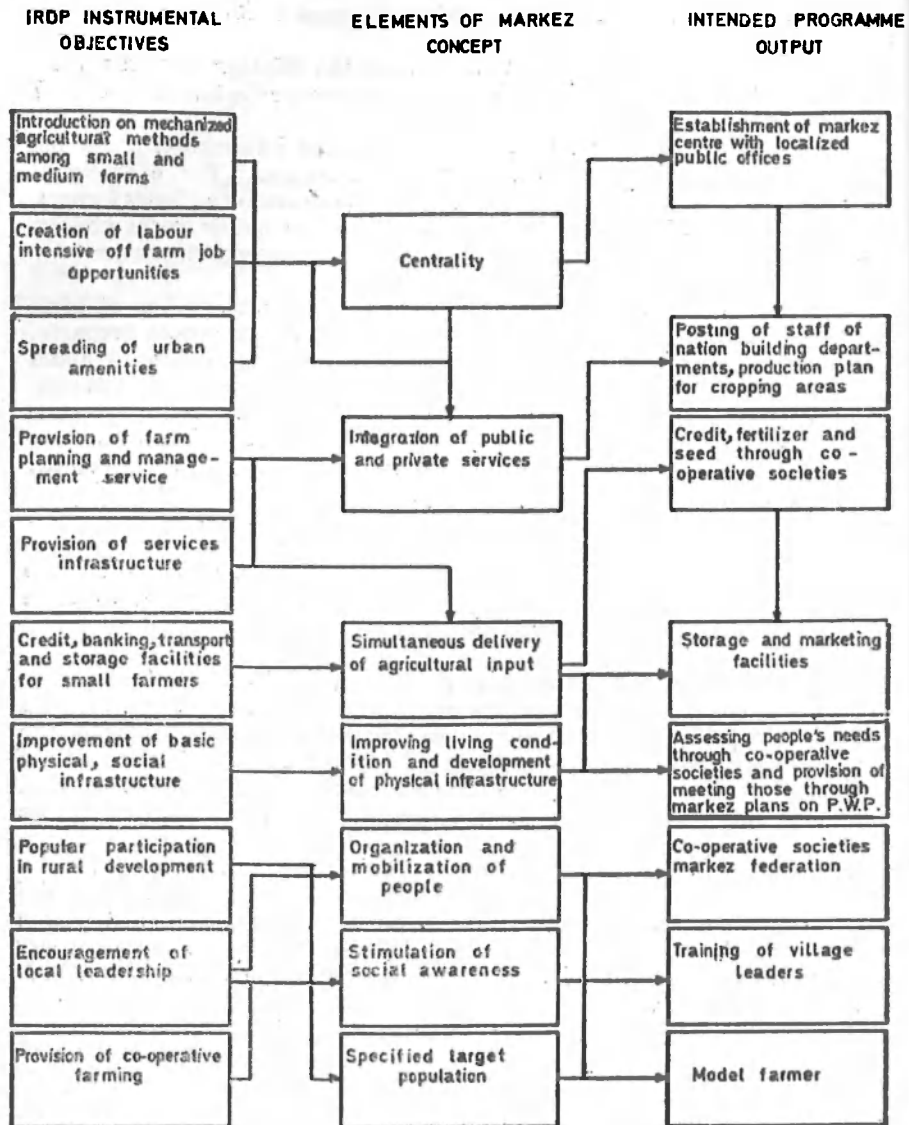 IRDP INSTRUMENTAL
OBJECTIVES
ELEMENTS OF MARKEZ
CONCEPT
INTENDED PROGRAMME
OUTPUT
Introduction on mechanized
agricultural methods
among small and
medium forms
Creation of labour
intensive off farm job
opportunities
Spreading of urban
amenities
Provision of farm
planning and manage-
ment service
Provision of services
infrastructure
Credit, banking, transport
and storage facilities
for small farmers
Improvement of basic
physical, social
infrastructure
Popular participation
in rural development
Encouragement of
local leadership
Provision of co-operative
farming
Centrality
Integration of public
and private services
Simultaneous delivery
of agricultural input
Improving living con-
dition and development
of physical infrastructure
Organization and
mobilization of
people
Stimulation of
social awareness
Specified target
population
Establishment of markez
centre with localized
public offices
Posting of staff of
nation building depart-
ments, production plan
for cropping areas
Credit, fertilizer and
seed through co-
operative societies
Storage and marketing
facilities
Assessing people's needs
through co-operative
societies and provision of
meeting those through
markez plans on P.W.P.
Co-operative societies
markez federation
Training of village
leaders
Model farmer